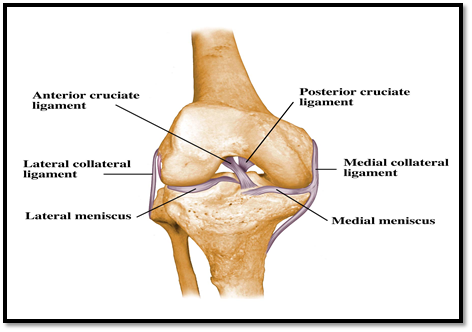 Anterior cruciate
ligament
Posterior cruciate
ligament
Lateral collateral
ligament
Medial collateral
ligament
Lateral meniscus
Medial meniscus